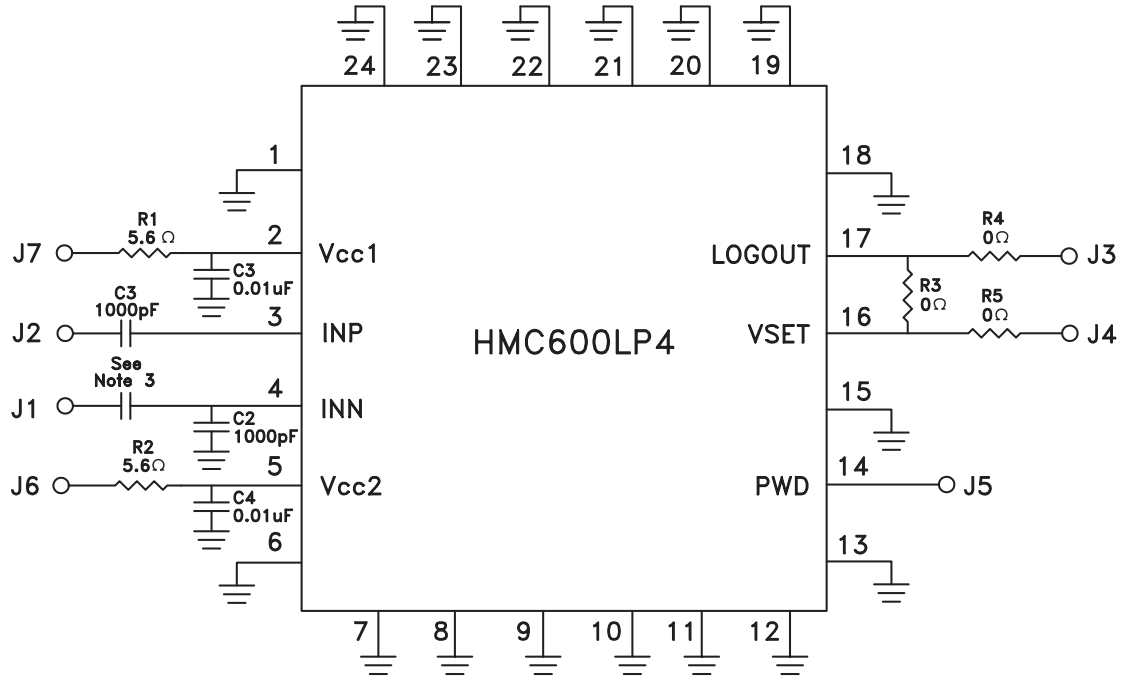 24 23 22 21 20 19
1
18
R1
5.6 Ω
R4
0Ω
J7
2
Vcc1
LOGOUT
17
J3
C3
0.01uF
R3
0Ω
C3
1000pF
R5
0Ω
J2
3
INP
HMC600LP4
VSET
16
J4
See
Note 3
J1
4
INN
15
C2
1000pF
R2
5.6Ω
J6
5
Vcc2
PWD
14
J5
C4
0.01uF
6
13
7 8 9 10 11 12